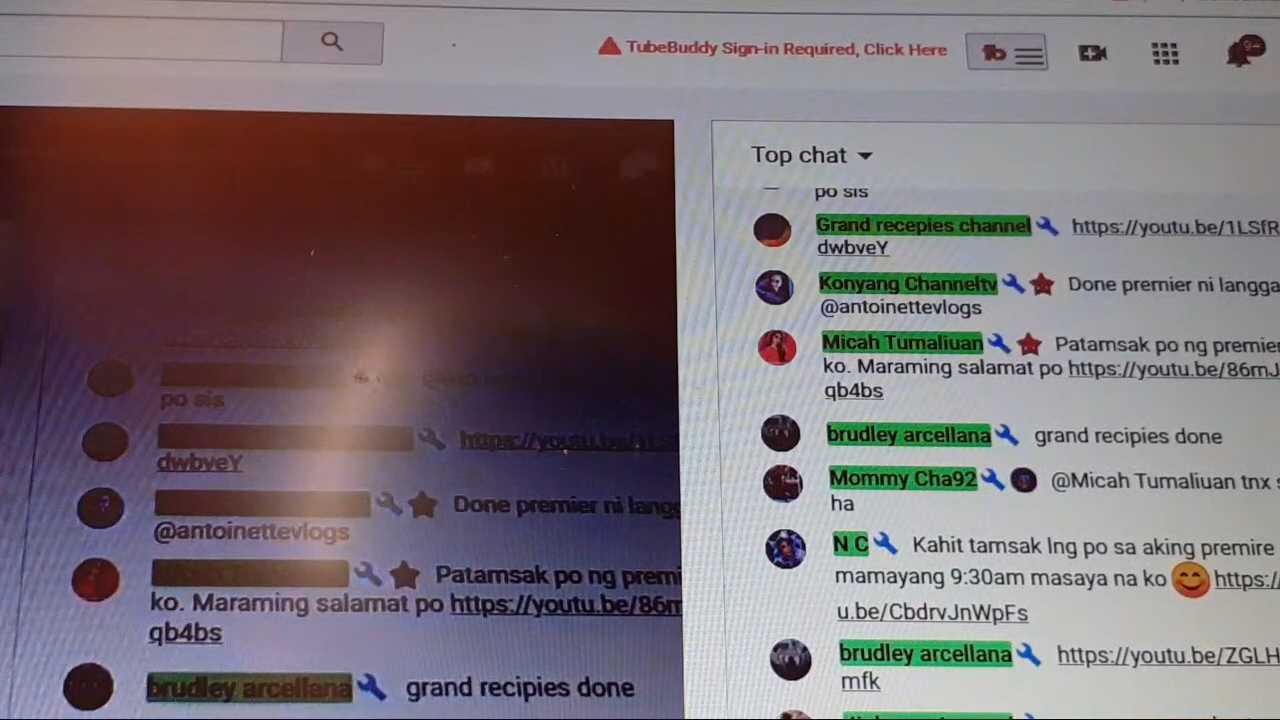 TubeBuddy Sign-in Required, Click Here
9+
Top chat
po sis
Grand recepies channel https://youtu.be/1LSfR
dwbveY
Konyang Channeltv Done premier ni langga
@antoinettevlogs
Micah Tumaliuan Patamsak po ng premier
ko. Maraming salamat po https://youtu.be/86mJ
qb4bs
brudley arcellana grand recipies done
Mommy Cha92 @Micah Tumaliuan tnx s
ha
N C Kahit tamsak lng po sa aking premire
mamayang 9:30am masaya na ko 😊 https:/
u.be/CbdrvJnWpFs
brudley arcellana https://youtu.be/ZGLH
mfk
po sis
https://youtu.be/1LS
dwbveY
Done premier ni lang
@antoinettevlogs
Patamsak po ng premi
ko. Maraming salamat po https://youtu.be/86m
qb4bs
brudley arcellana grand recipies done